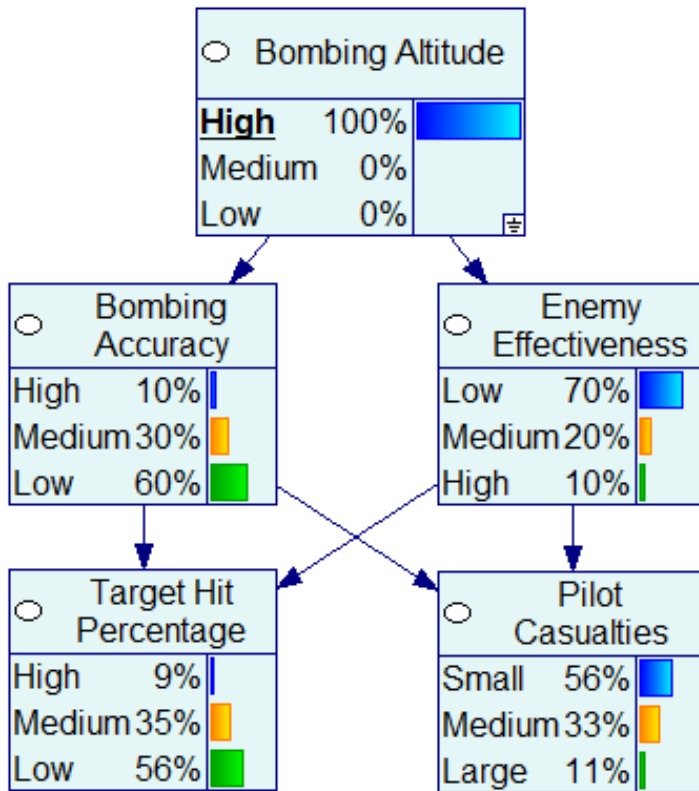 Bombing Altitude
High 100%
Medium 0%
Low 0%
Bombing
Accuracy
High 10%
Medium 30%
Low 60%
Enemy
Effectiveness
Low 70%
Medium 20%
High 10%
Target Hit
Percentage
High 9%
Medium 35%
Low 56%
Pilot
Casualties
Small 56%
Medium 33%
Large 11%